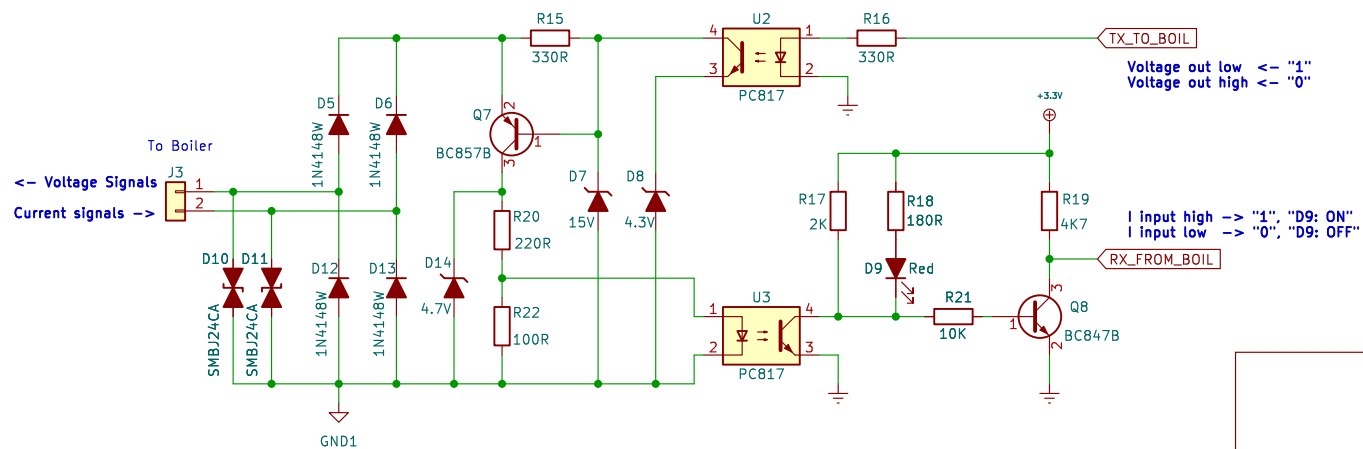 R15
330R
U2
4
3
1
2
PC817
R16
330R
TX_TO_BOIL
Voltage out low <- "1"
Voltage out high <- "0"
+3.3V
D5
1N4148W
D6
1N4148W
Q7
2
1
3
BC857B
To Boiler
J3
1
2
<- Voltage Signals
Current signals ->
D7
15V
D8
4.3V
R17
2K
R18
180R
R19
4K7
I input high -> "1", "D9: ON"
I input low -> "0", "D9: OFF"
RX_FROM_BOIL
R20
220R
D10
SMBJ24CA
D11
SMBJ24CA
D12
1N4148W
D13
1N4148W
D14
4.7V
D9
Red
R22
100R
U3
1
2
4
3
PC817
R21
10K
3
1
2
Q8
BC847B
GND1